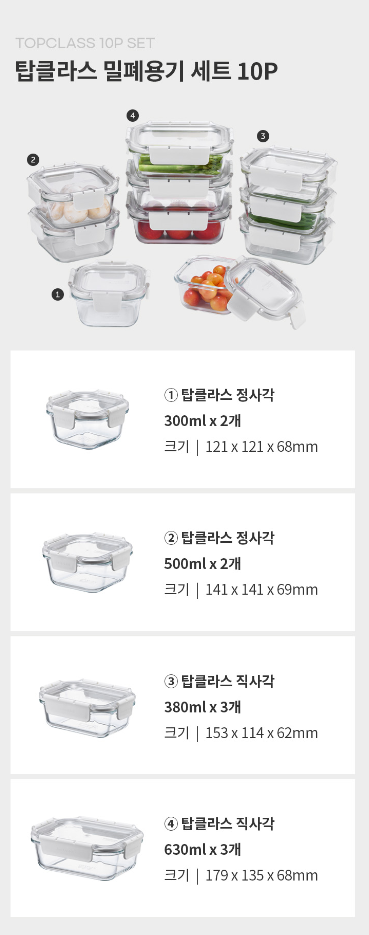 TOPCLASS 10P SET
탑클라스 밀폐용기 세트 10P
4
3
2
1
① 탑클라스 정사각
300ml x 2개
크기 | 121 x 121 x 68mm
② 탑클라스 정사각
500ml x 2개
크기 | 141 x 141 x 69mm
③ 탑클라스 직사각
380ml x 3개
크기 | 153 x 114 x 62mm
④ 탑클라스 직사각
630ml x 3개
크기 | 179 x 135 x 68mm